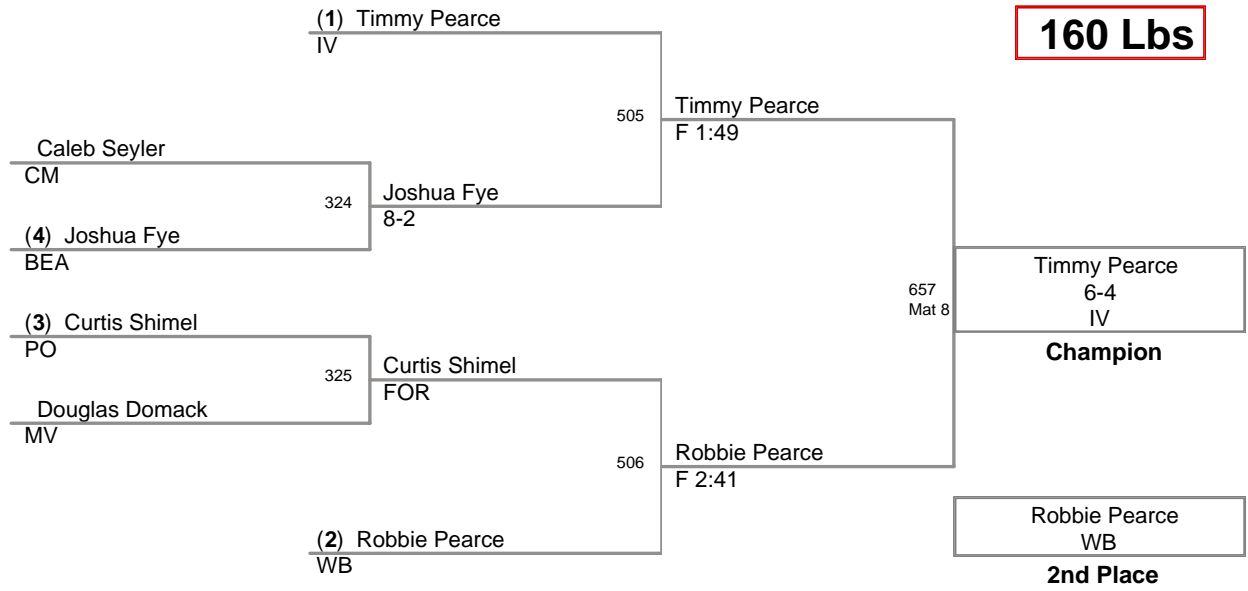 (1) Timmy Pearce
IV
160 Lbs
505
Timmy Pearce
F 1:49
Caleb Seyler
CM
324
Joshua Fye
8-2
(4) Joshua Fye
BEA
657
Mat 8
Timmy Pearce
6-4
IV
Champion
(3) Curtis Shimel
PO
325
Curtis Shimel
FOR
Douglas Domack
MV
506
Robbie Pearce
F 2:41
(2) Robbie Pearce
WB
Robbie Pearce
WB
2nd Place